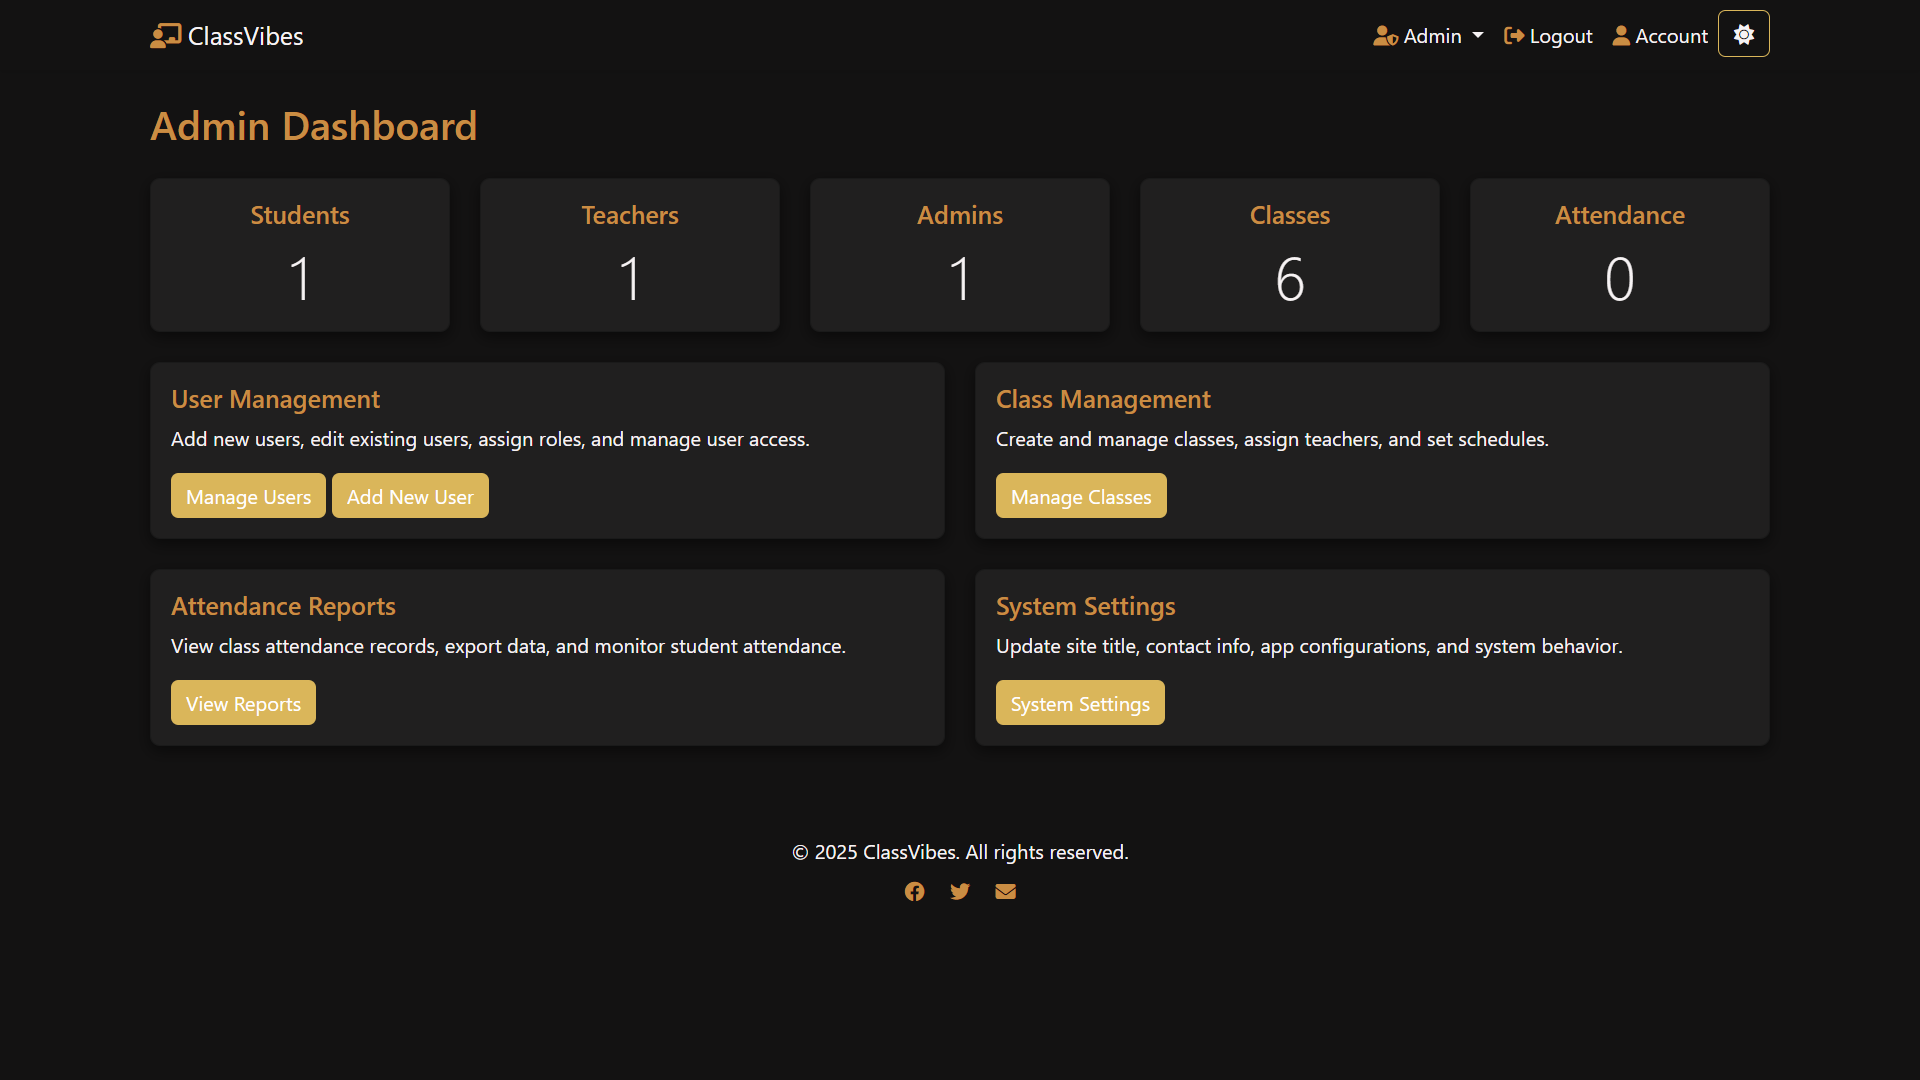 ClassVibes
Admin
Logout
Account
Admin Dashboard
Students
1
Teachers
1
Admins
1
Classes
6
Attendance
0
User Management
Add new users, edit existing users, assign roles, and manage user access.
Manage Users
Add New User
Class Management
Create and manage classes, assign teachers, and set schedules.
Manage Classes
Attendance Reports
View class attendance records, export data, and monitor student attendance.
View Reports
System Settings
Update site title, contact info, app configurations, and system behavior.
System Settings
© 2025 ClassVibes. All rights reserved.